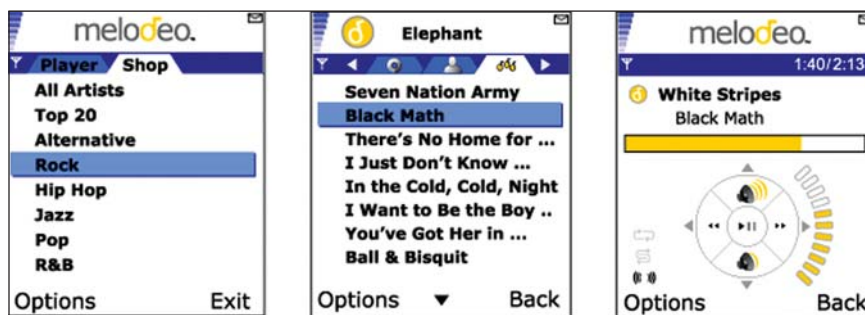 melodeo.
Player Shop
All Artists
Top 20
Alternative
Rock
Hip Hop
Jazz
Pop
R&B
Options Exit
Elephant
Seven Nation Army
Black Math
There's No Home for ...
I Just Don't Know ...
In the Cold, Cold, Night
I Want to Be the Boy ..
You've Got Her in ...
Ball & Bisquit
Options Back
melodeo.
1:40/2:13
White Stripes
Black Math
Options Back